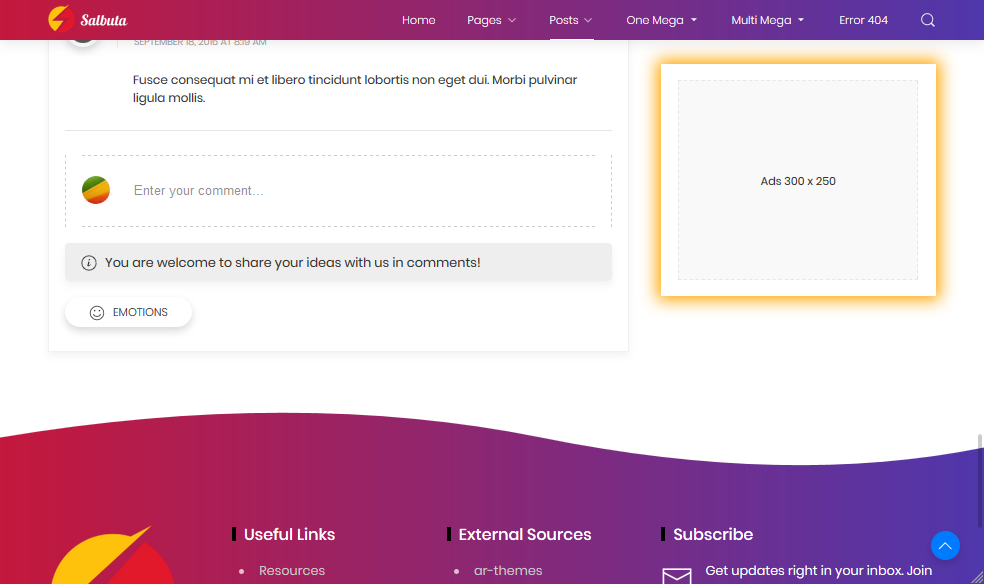 Salbuta
Home Pages Posts One Mega Multi Mega Error 404
SEPTEMBER 18, 2016 AT 8:19 AM
Fusce consequat mi et libero tincidunt lobortis non eget dui. Morbi pulvinar
ligula mollis.
Enter your comment...
You are welcome to share your ideas with us in comments!
EMOTIONS
Ads 300 x 250
Useful Links
Resources
External Sources
ar-themes
Subscribe
Get updates right in your inbox. Join